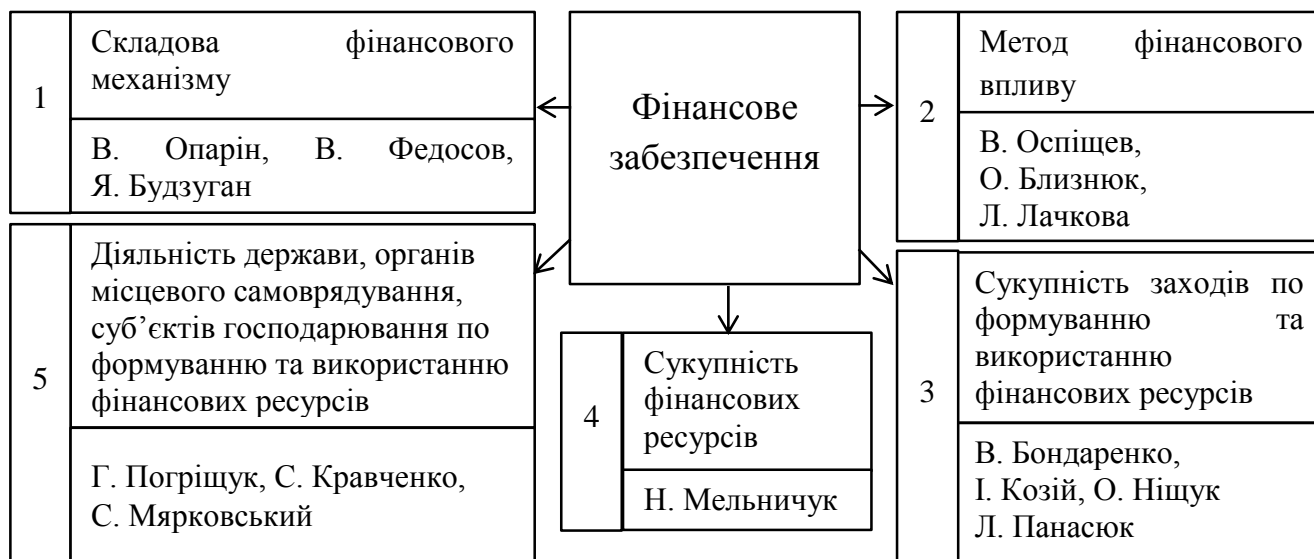 Фінансове
забезпечення
1
Складова фінансового
механізму
В. Опарін, В. Федосов,
Я. Будзуган
2
Метод фінансового
впливу
В. Оспіщев,
О. Близнюк,
Л. Лачкова
3
Сукупність заходів по
формуванню та
використанню
фінансових ресурсів
В. Бондаренко,
І. Козій, О. Ніщук
Л. Панасюк
4
Сукупність
фінансових
ресурсів
Н. Мельничук
5
Діяльність держави, органів
місцевого самоврядування,
суб’єктів господарювання по
формуванню та використанню
фінансових ресурсів
Г. Погріщук, С. Кравченко,
С. Мярковський